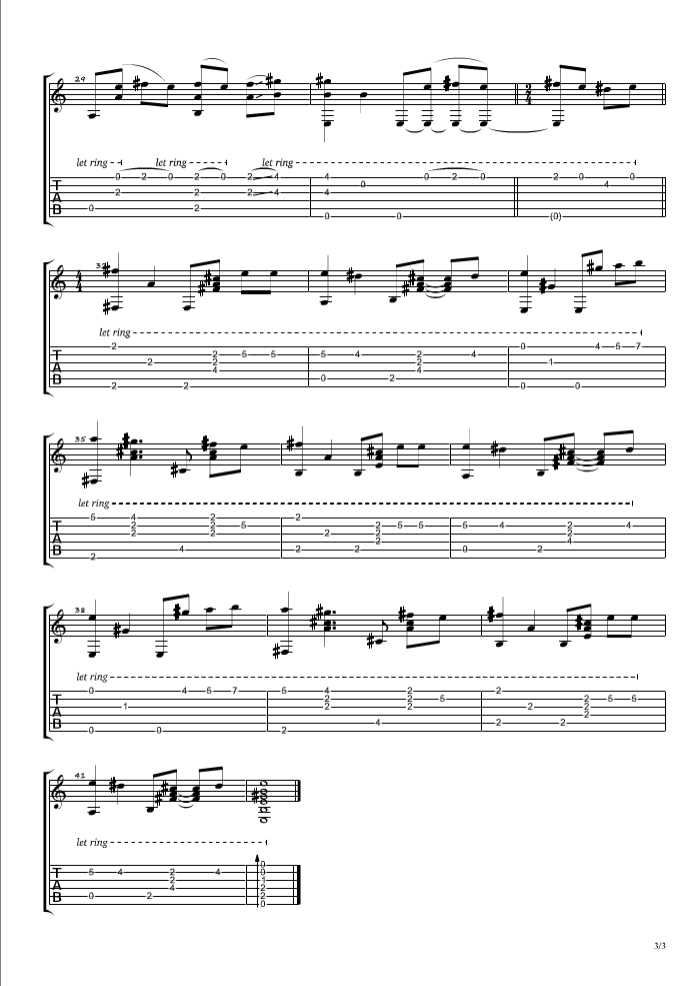 29
2
4
let ring let ring let ring
0 2 0 2 0 2 4 4 0 2 0 2 0 0
T 0 4
A 2 2 2 4 4
B 0 2
0 0 (0)
32
4
4
let ring
2 0 4 5 7
T 2 5 5 5 4 2 4
A 2 2 2 1
4 4
B 0 2
2 2 0 0
35
let ring
5 4 2 2
T 2 2 5 2 5 5 5 4 2 4
A 2 2 2 2 2
2 4
B 4 2 2 0 2
2
38
let ring
0 4 5 7 5 4 2 2
T 2 2 5 2 5 5
A 1 2 2 2 2
2
B 4 2 2
0 0 2
41
let ring
0
T 5 4 2 4 0
A 2 1
4 2
B 0 2 2
0
3/3